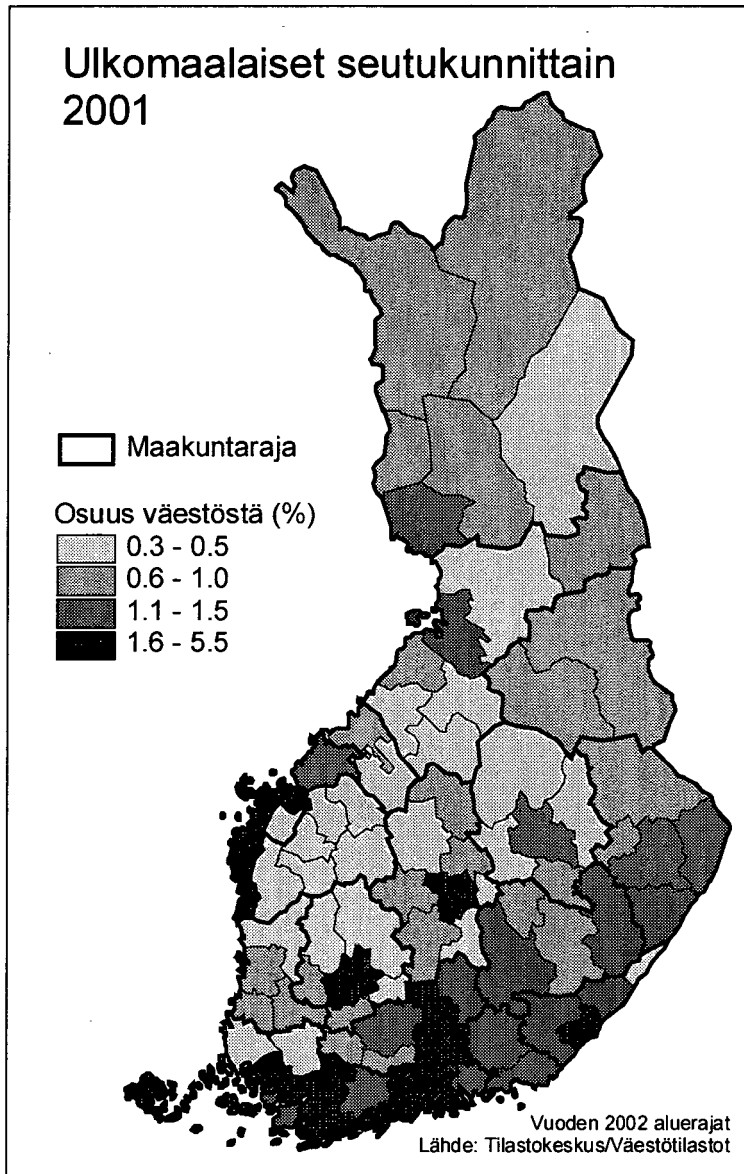 Ulkomaalaiset seutukunnittain
2001
Maakuntaraja
Osuus väestöstä (%)
0.3 - 0.5
0.6 - 1.0
1.1 - 1.5
1.6 - 5.5
Vuoden 2002 aluerajat
Lähde: Tilastokeskus/Väestötilastot